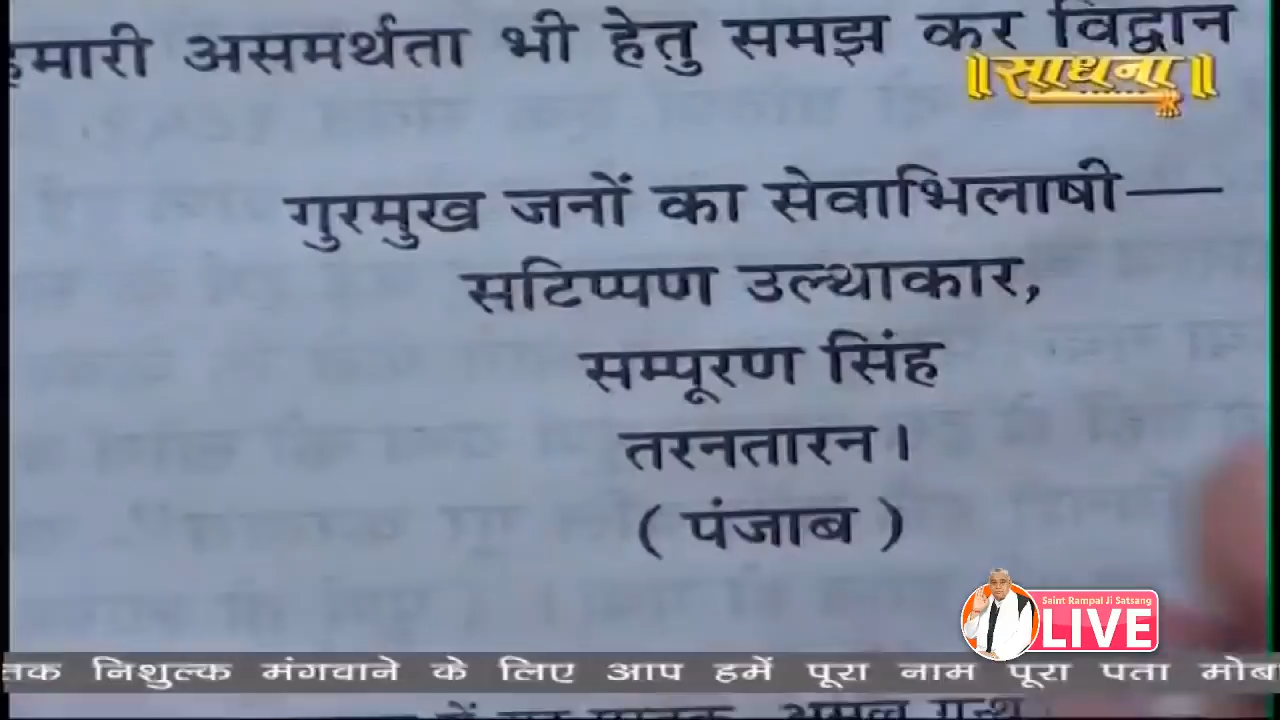 हमारी असमर्थता भी हेतु समझ कर विद्वान
॥साधना॥
गुरमुख जनों का सेवाभिलाषी—
सटिप्पण उल्थाकार,
सम्पूरण सिंह
तरनतारन।
( पंजाब )
Saint Rampal Ji Satsang
LIVE
निशुल्क मंगवाने के लिए आप हमें पूरा नाम पूरा पता